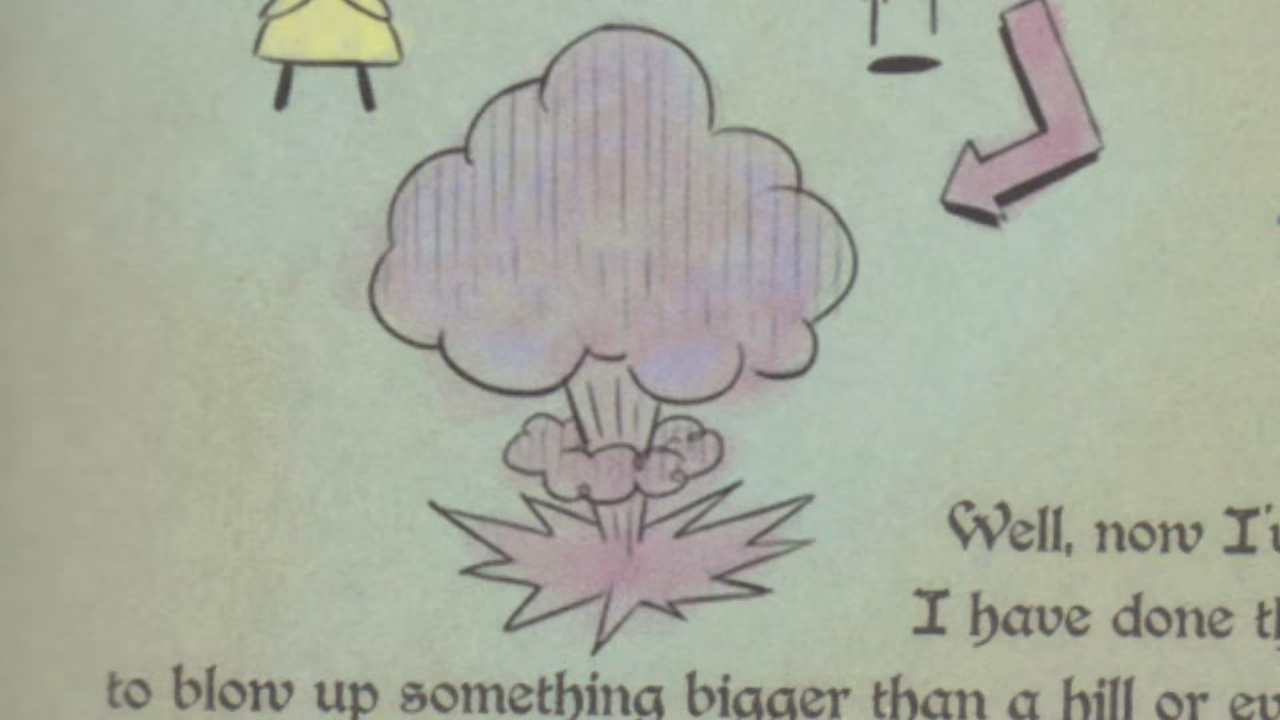 Well, now I'
I have done
to blow up something bigger than a hill or